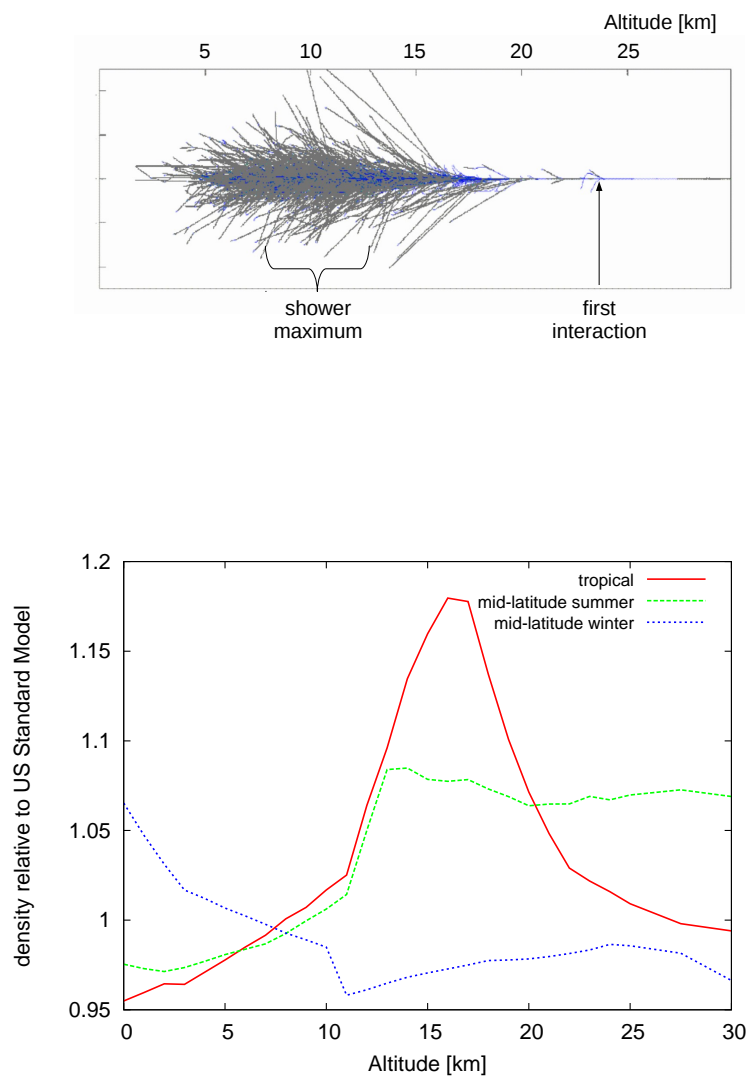 Altitude [km]
5 10 15 20 25
shower
maximum
first
interaction
1.2
1.15
1.1
1.05
1
0.95
density relative to US Standard Model
tropical
mid-latitude summer
mid-latitude winter
0 5 10 15 20 25 30
Altitude [km]